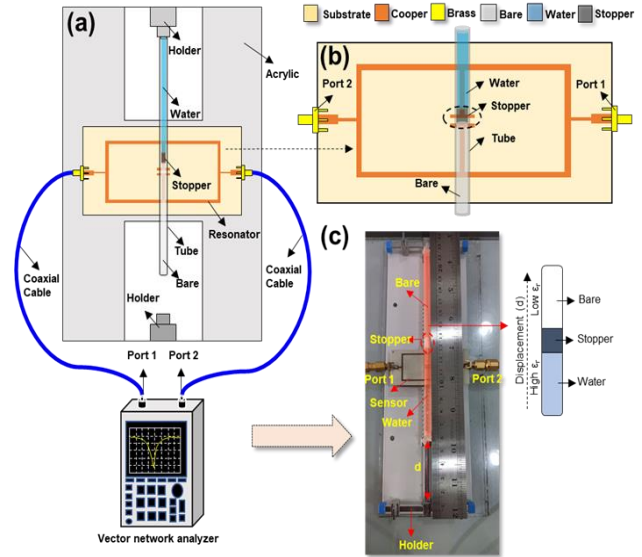 Substrate
Cooper
Brass
Bare
Water
Stopper
(a)
Holder
Acrylic
Water
Stopper
Resonator
Tube
Bare
Coaxial
Cable
Coaxial
Cable
Holder
Port 1
Port 2
Vector network analyzer
(b)
Port 2
Port 1
Water
Stopper
Tube
Bare
(c)
Bare
Stopper
Port 1
Port 2
Sensor
Water
d
Holder
Displacement (d)
High εr
Low εr
Bare
Stopper
Water